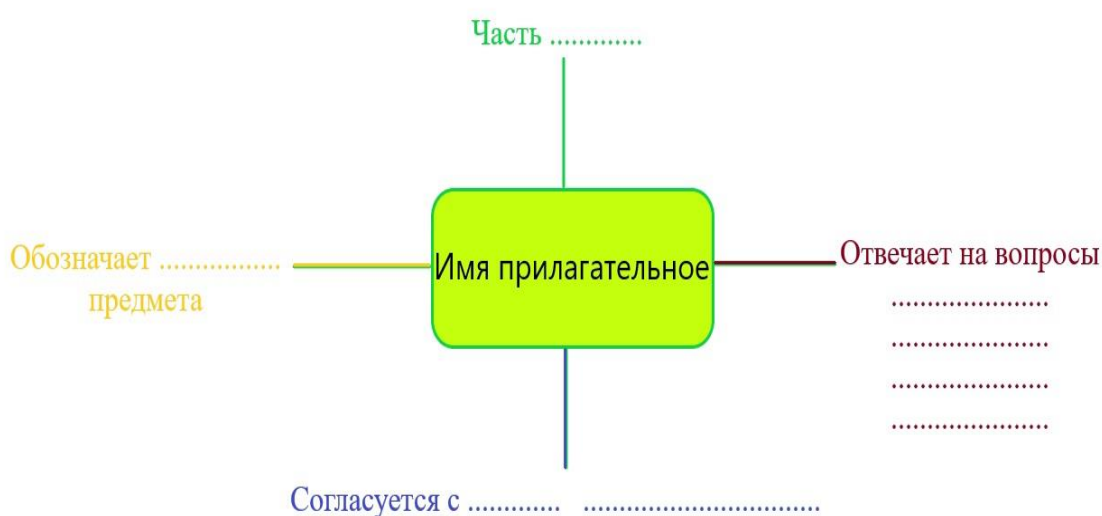 Часть .............
Обозначает .................
предмета
Имя прилагательное
Отвечает на вопросы
......................
......................
......................
......................
Согласуется с ............. .................................